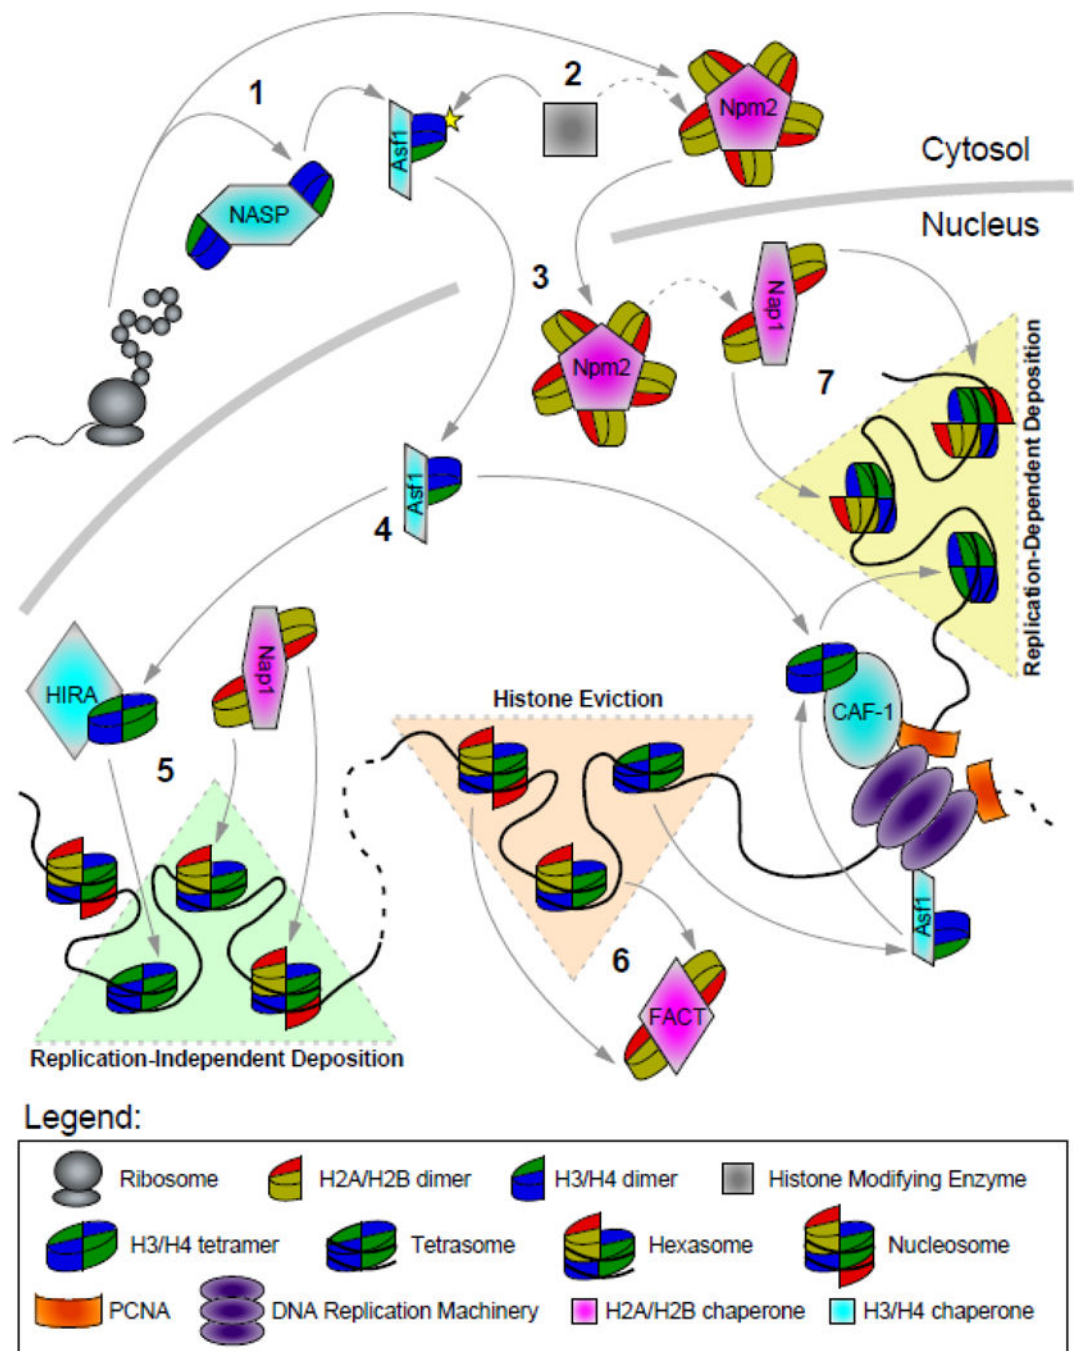 1
2
Asf1
Npm2
Cytosol
NASP
Nucleus
3
Nap1
Npm2
7
Replication-Dependent Deposition
Asf1
4
HIRA
Nap1
Histone Eviction
CAF-1
5
Asf1
6
FACT
Replication-Independent Deposition
Legend:
Ribosome
H2A/H2B dimer
H3/H4 dimer
Histone Modifying Enzyme
H3/H4 tetramer
Tetrasome
Hexasome
Nucleosome
PCNA
DNA Replication Machinery
H2A/H2B chaperone
H3/H4 chaperone